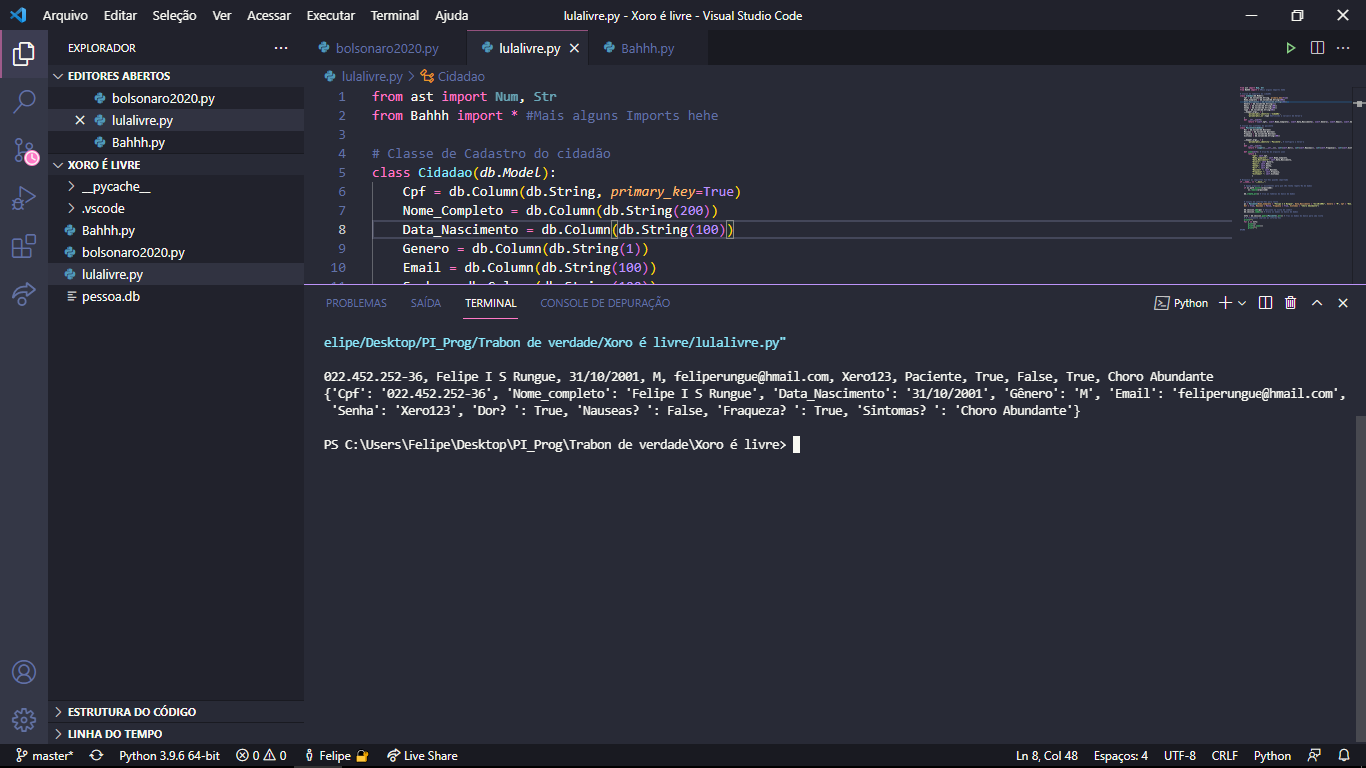 Arquivo Editar Seleção Ver Acessar Executar Terminal Ajuda
lulalivre.py - Xoro é livre - Visual Studio Code
EXPLORADOR
EDITORES ABERTOS
bolsonaro2020.py
lulalivre.py
Bahhh.py
XORO É LIVRE
__pycache__
.vscode
Bahhh.py
bolsonaro2020.py
lulalivre.py
pessoa.db
ESTRUTURA DO CÓDIGO
LINHA DO TEMPO
bolsonaro2020.py lulalivre.py Bahhh.py
lulalivre.py > Cidadao
1 from ast import Num, Str
2 from Bahhh import * #Mais alguns Imports hehe
3
4 # Classe de Cadastro do cidadão
5 class Cidadao(db.Model):
6 Cpf = db.Column(db.String, primary_key=True)
7 Nome_Completo = db.Column(db.String(200))
8 Data_Nascimento = db.Column(db.String(100))
9 Genero = db.Column(db.String(1))
10 Email = db.Column(db.String(100))
PROBLEMAS SAÍDA TERMINAL CONSOLE DE DEPURAÇÃO
Python
elipe/Desktop/PI_Prog/Trabon de verdade/Xoro é livre/lulalivre.py"
022.452.252-36, Felipe I S Rungue, 31/10/2001, M, feliperungue@hmail.com, Xero123, Paciente, True, False, True, Choro Abundante
{'Cpf': '022.452.252-36', 'Nome_completo': 'Felipe I S Rungue', 'Data_Nascimento': '31/10/2001', 'Gênero': 'M', 'Email': 'feliperungue@hmail.com',
'Senha': 'Xero123', 'Dor? ': True, 'Nauseas? ': False, 'Fraqueza? ': True, 'Sintomas? ': 'Choro Abundante'}
PS C:\Users\Felipe\Desktop\PI_Prog\Trabon de verdade\Xoro é livre>
master* Python 3.9.6 64-bit 0 0 Felipe Live Share
Ln 8, Col 48 Espaços: 4 UTF-8 CRLF Python